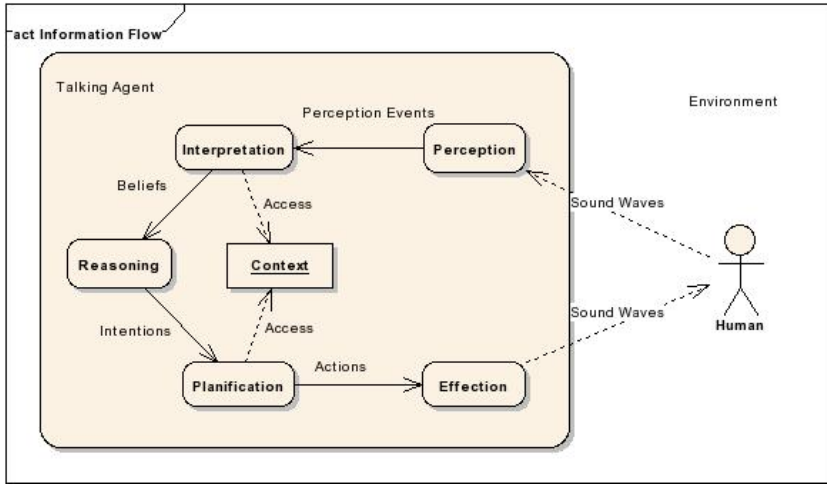 act Information Flow
Talking Agent
Environment
Perception Events
Interpretation
Perception
Beliefs
Access
Sound Waves
Reasoning
Context
Intentions
Access
Sound Waves
Human
Actions
Planification
Effection